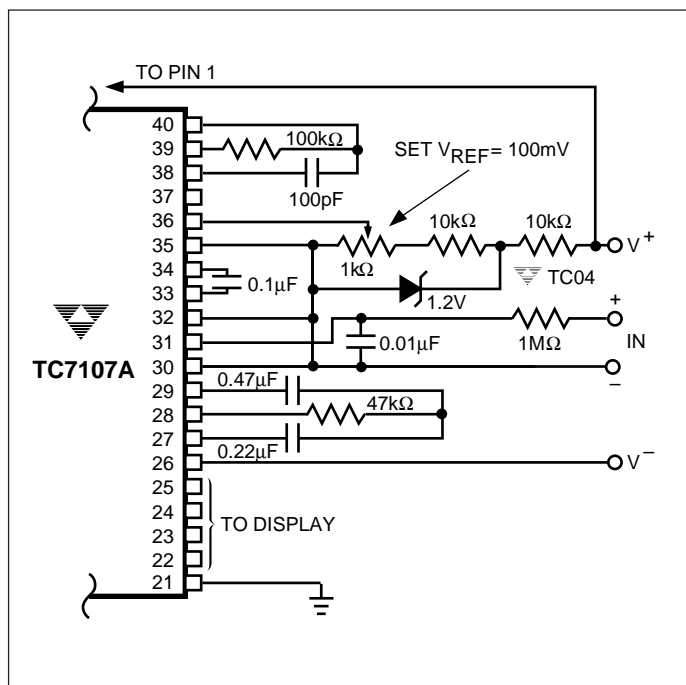 TO PIN 1
40
39
38
37
36
35
34
33
32
31
30
29
28
27
26
25
24
23
22
21
TC7107A
100kΩ
100pF
SET VREF = 100mV
1kΩ
10kΩ
10kΩ
V+
TC04
1.2V
0.1µF
0.01µF
1MΩ
+
IN
–
0.47µF
47kΩ
0.22µF
V–
TO DISPLAY